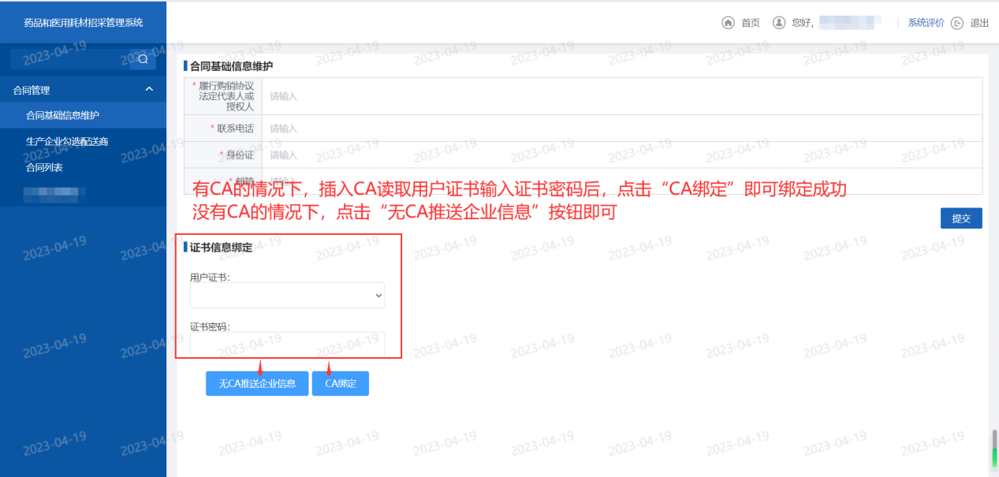 药品和医用耗材招采管理系统
首页
您好,
系统评价
退出
合同管理
合同基础信息维护
生产企业勾选配送商
合同列表
合同基础信息维护
* 履行购销协议
法定代表人或
授权人
请输入
* 联系电话
请输入
* 身份证
请输入
* 邮箱
请输入
有CA的情况下，插入CA读取用户证书输入证书密码后，点击“CA绑定”即可绑定成功
没有CA的情况下，点击“无CA推送企业信息”按钮即可
提交
证书信息绑定
用户证书:
证书密码:
无CA推送企业信息
CA绑定
2023-04-19